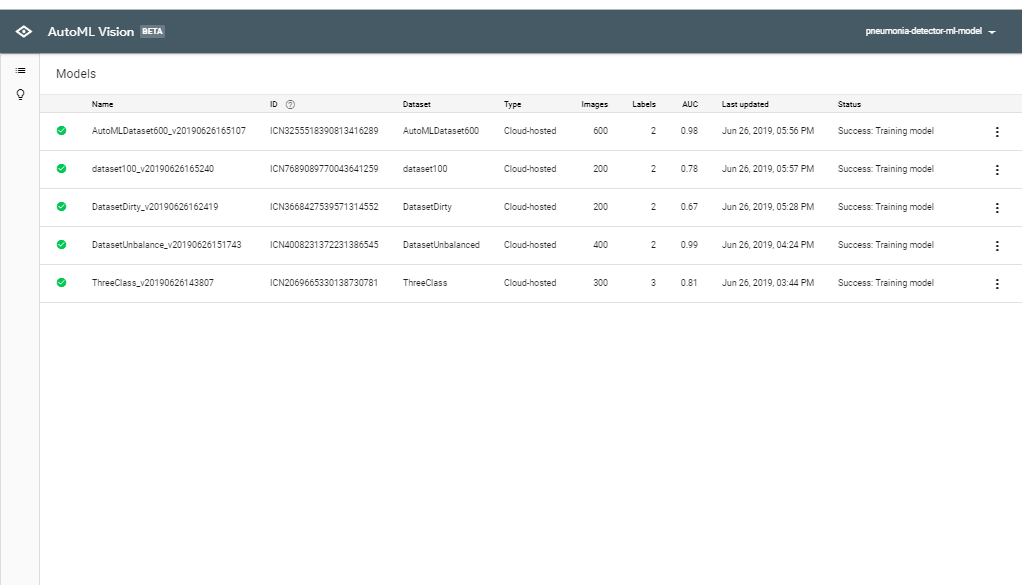 AutoML Vision BETA pneumonia-detector-ml-model
Models
Name ID Dataset Type Images Labels AUC Last updated Status
AutoMLDataset600_v20190626165107 ICN3255518390813416289 AutoMLDataset600 Cloud-hosted 600 2 0.98 Jun 26, 2019, 05:56 PM Success: Training model
dataset100_v20190626165240 ICN7689089770043641259 dataset100 Cloud-hosted 200 2 0.78 Jun 26, 2019, 05:57 PM Success: Training model
DatasetDirty_v20190626162419 ICN3668427539571314552 DatasetDirty Cloud-hosted 200 2 0.67 Jun 26, 2019, 05:28 PM Success: Training model
DatasetUnbalance_v20190626151743 ICN4008231372231386545 DatasetUnbalanced Cloud-hosted 400 2 0.99 Jun 26, 2019, 04:24 PM Success: Training model
ThreeClass_v20190626143807 ICN2069665330138730781 ThreeClass Cloud-hosted 300 3 0.81 Jun 26, 2019, 03:44 PM Success: Training model